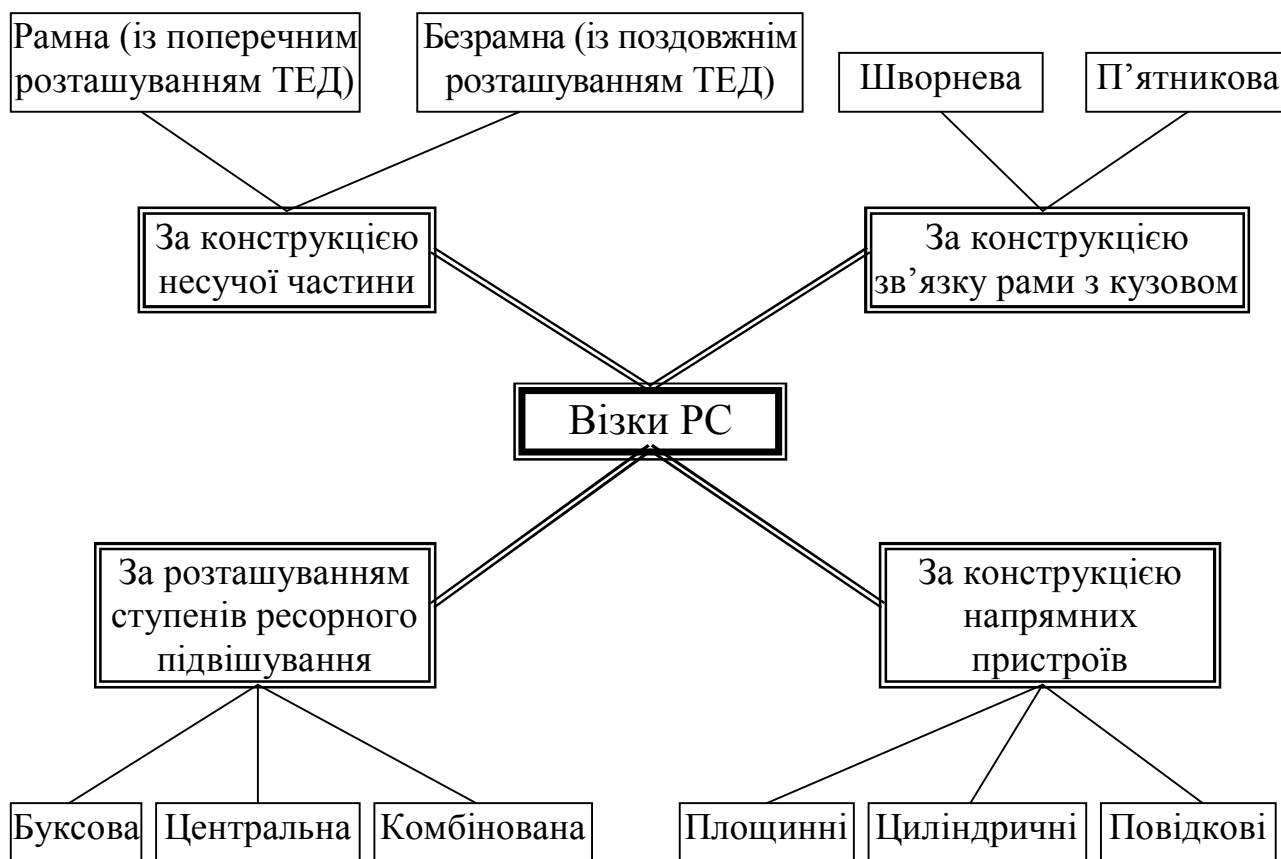 Рамна (із поперечним
розташуванням ТЕД)
Безрамна (із поздовжнім
розташуванням ТЕД)
Шворнева
П’ятникова
За конструкцією
несучої частини
За конструкцією
зв’язку рами з кузовом
Візки РС
За розташуванням
ступенів ресорного
підвішування
За конструкцією
напрямних
пристроїв
Буксова
Центральна
Комбінована
Площинні
Циліндричні
Повідкові